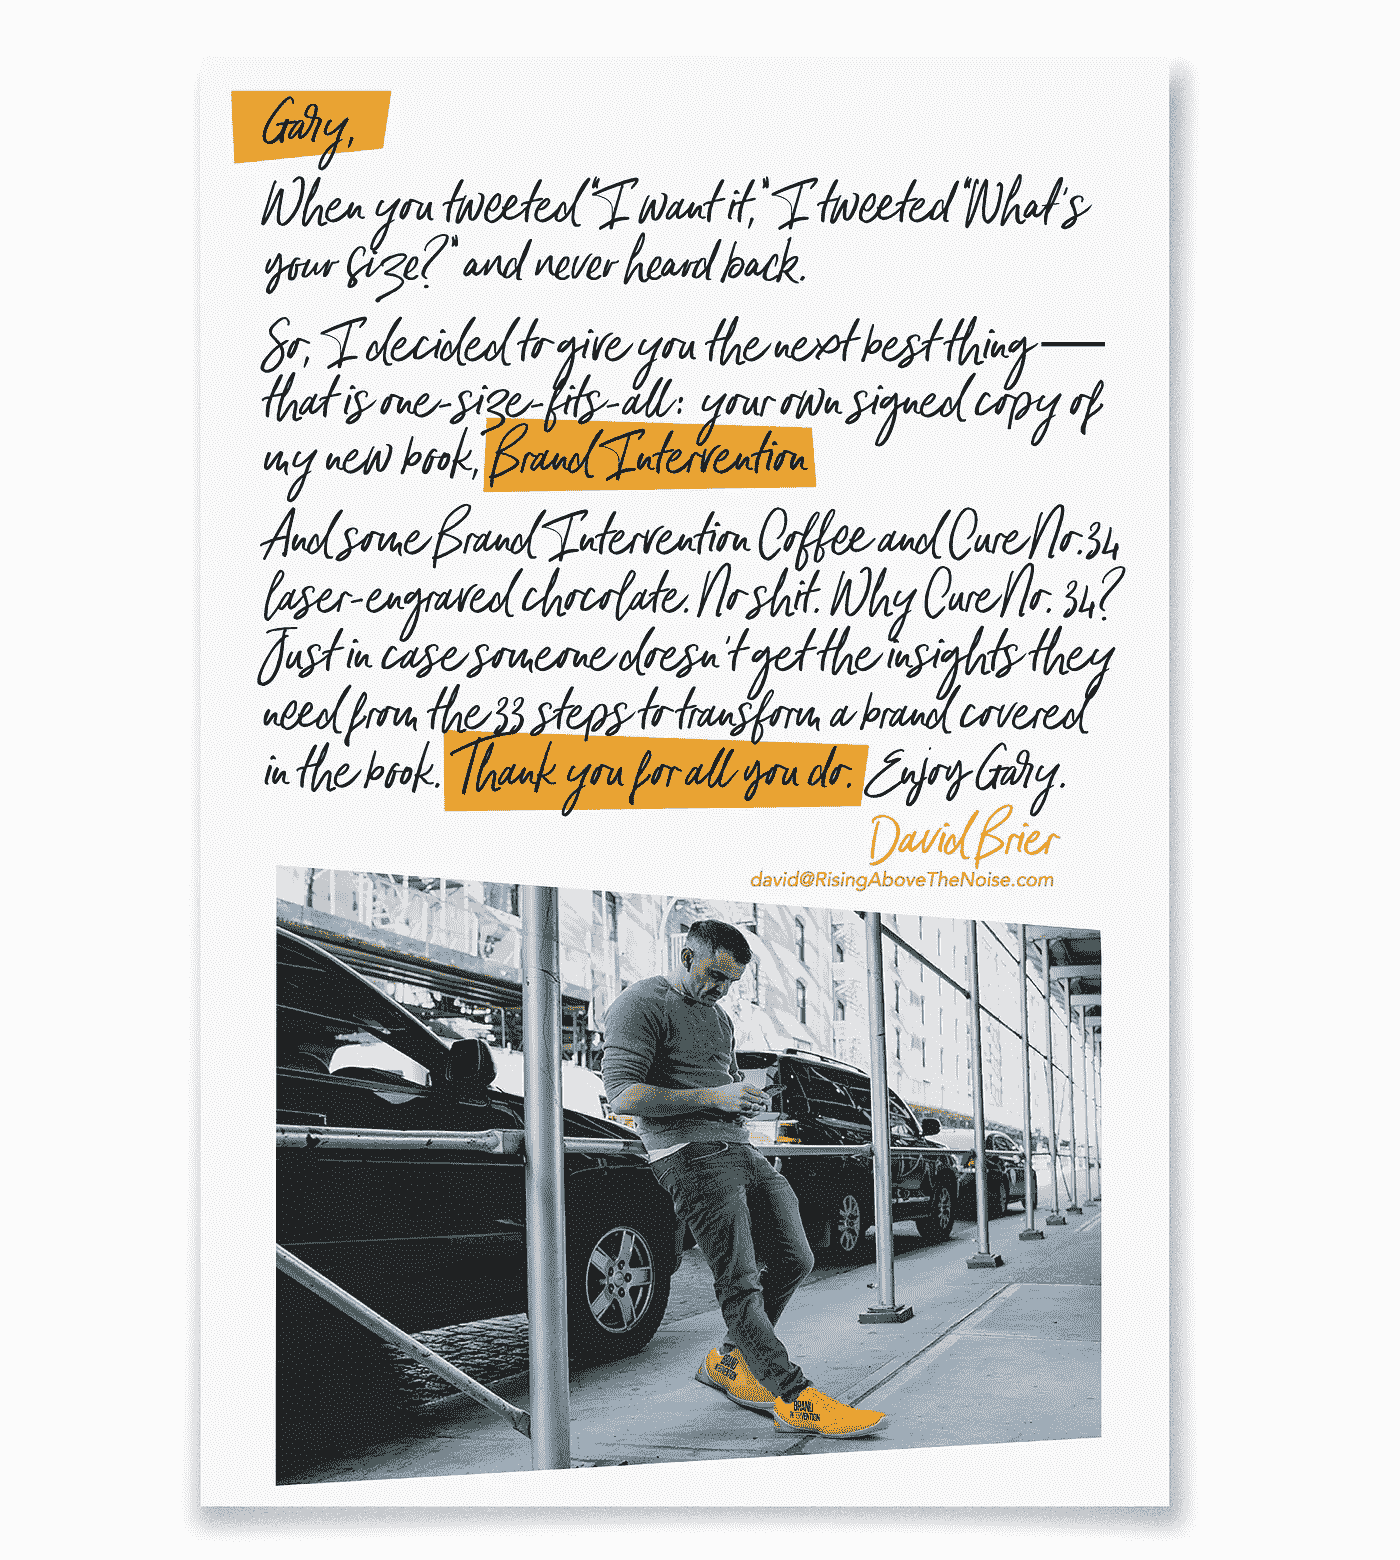 Gary,
When you tweeted "I want it," I tweeted "What's
your size?" and never heard back.
So, I decided to give you the next best thing —
that is one-size-fits-all: your own signed copy of
my new book, Brand Intervention
And some Brand Intervention Coffee and Cure No. 34
laser-engraved chocolate. No shit. Why Cure No. 34?
Just in case someone doesn't get the insights they
need from the 33 steps to transform a brand covered
in the book. Thank you for all you do. Enjoy Gary.
David Brier
david@RisingAboveTheNoise.com
BRAND
INTERVENTION